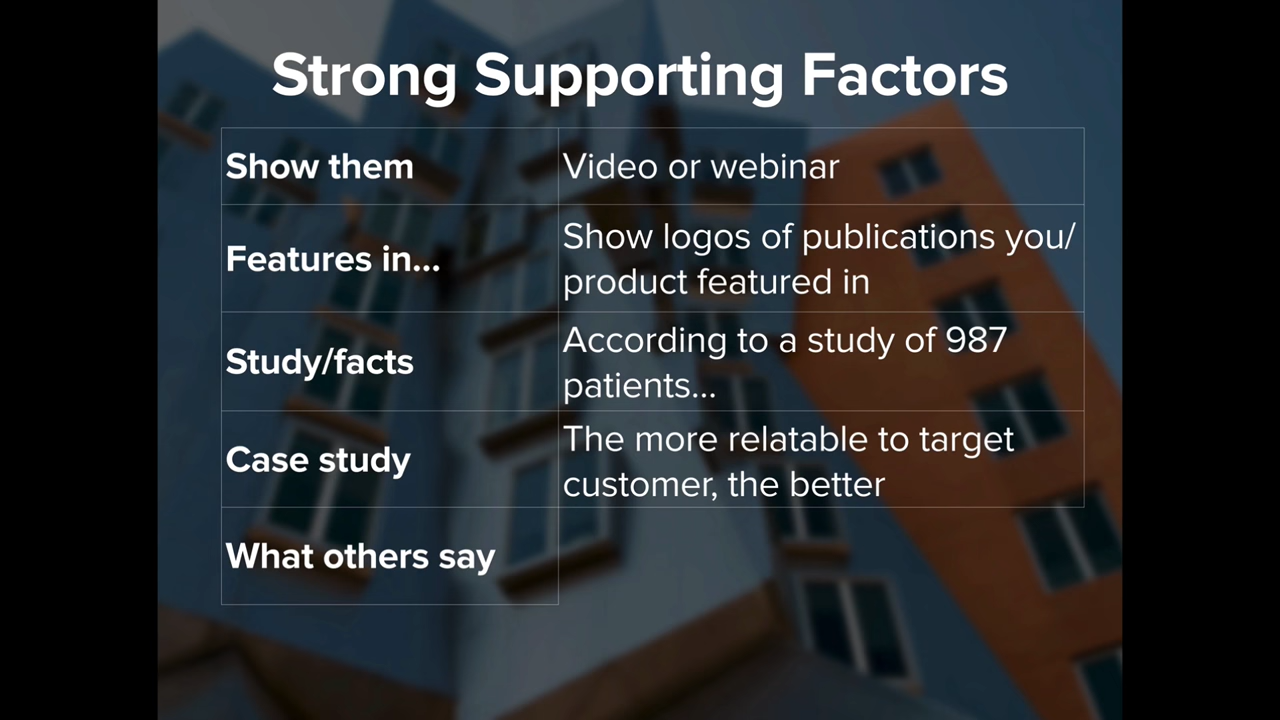 Strong Supporting Factors
Show them
Video or webinar
Features in...
Show logos of publications you/
product featured in
Study/facts
According to a study of 987
patients...
Case study
The more relatable to target
customer, the better
What others say